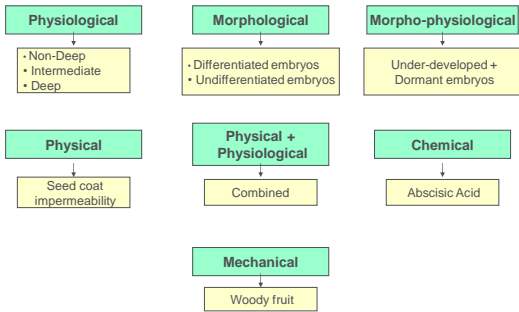 Physiological
• Non-Deep
• Intermediate
• Deep
Morphological
• Differentiated embryos
• Undifferentiated embryos
Morpho-physiological
Under-developed +
Dormant embryos
Physical
Seed coat
impermeability
Physical +
Physiological
Combined
Chemical
Abscisic Acid
Mechanical
Woody fruit